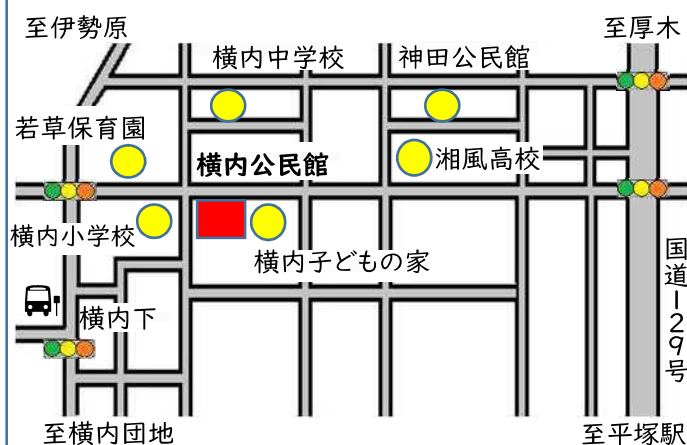 至伊勢原
至厚木
横内中学校
神田公民館
若草保育園
横内公民館
湘風高校
横内小学校
横内子どもの家
国道129号
横内下
至横内団地
至平塚駅